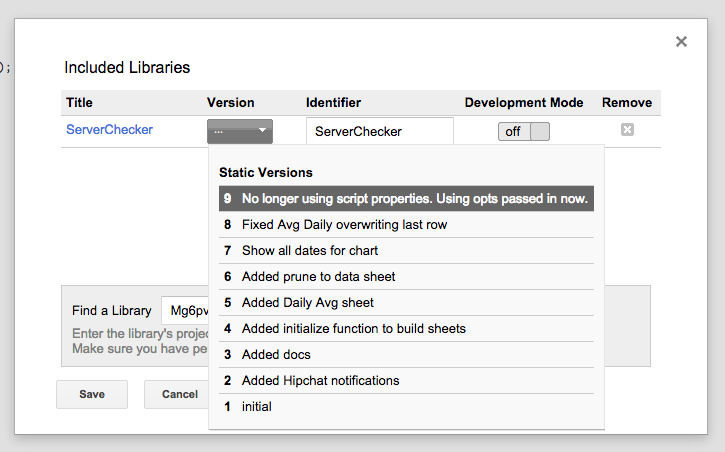 );
Included Libraries
Title Version Identifier Development Mode Remove
ServerChecker ... ServerChecker off
Static Versions
9 No longer using script properties. Using opts passed in now.
8 Fixed Avg Daily overwriting last row
7 Show all dates for chart
6 Added prune to data sheet
5 Added Daily Avg sheet
4 Added initialize function to build sheets
3 Added docs
2 Added Hipchat notifications
1 initial
Find a Library Mg6pv
Enter the library's projec
Make sure you have pe
Save Cancel